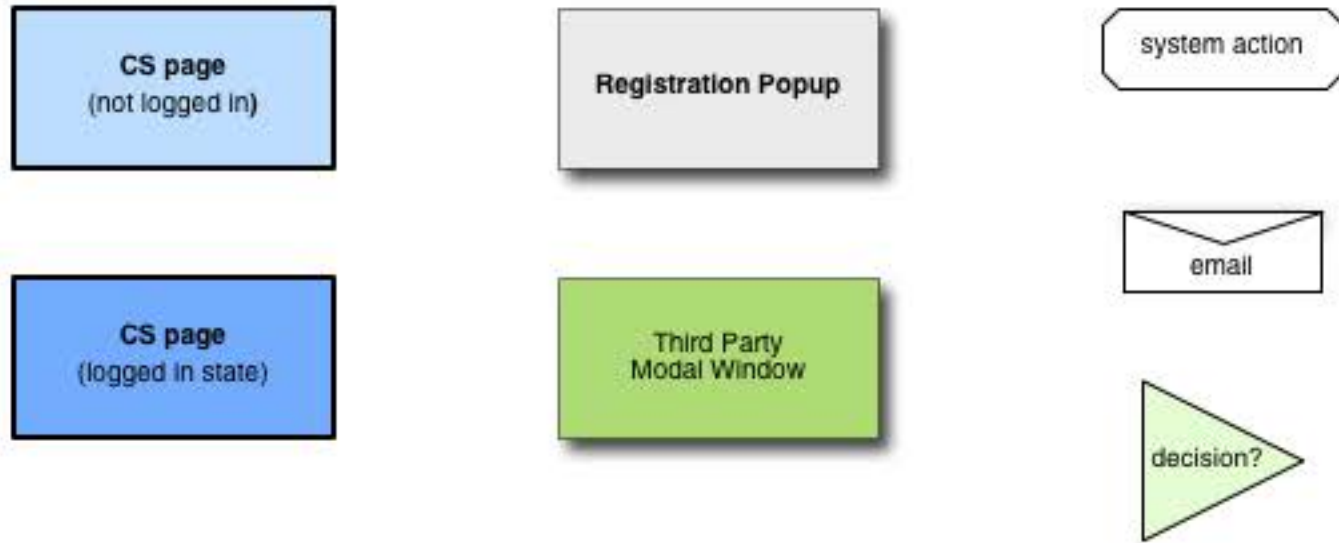 CS page
(not logged in)
Registration Popup
system action
email
CS page
(logged in state)
Third Party
Modal Window
decision?